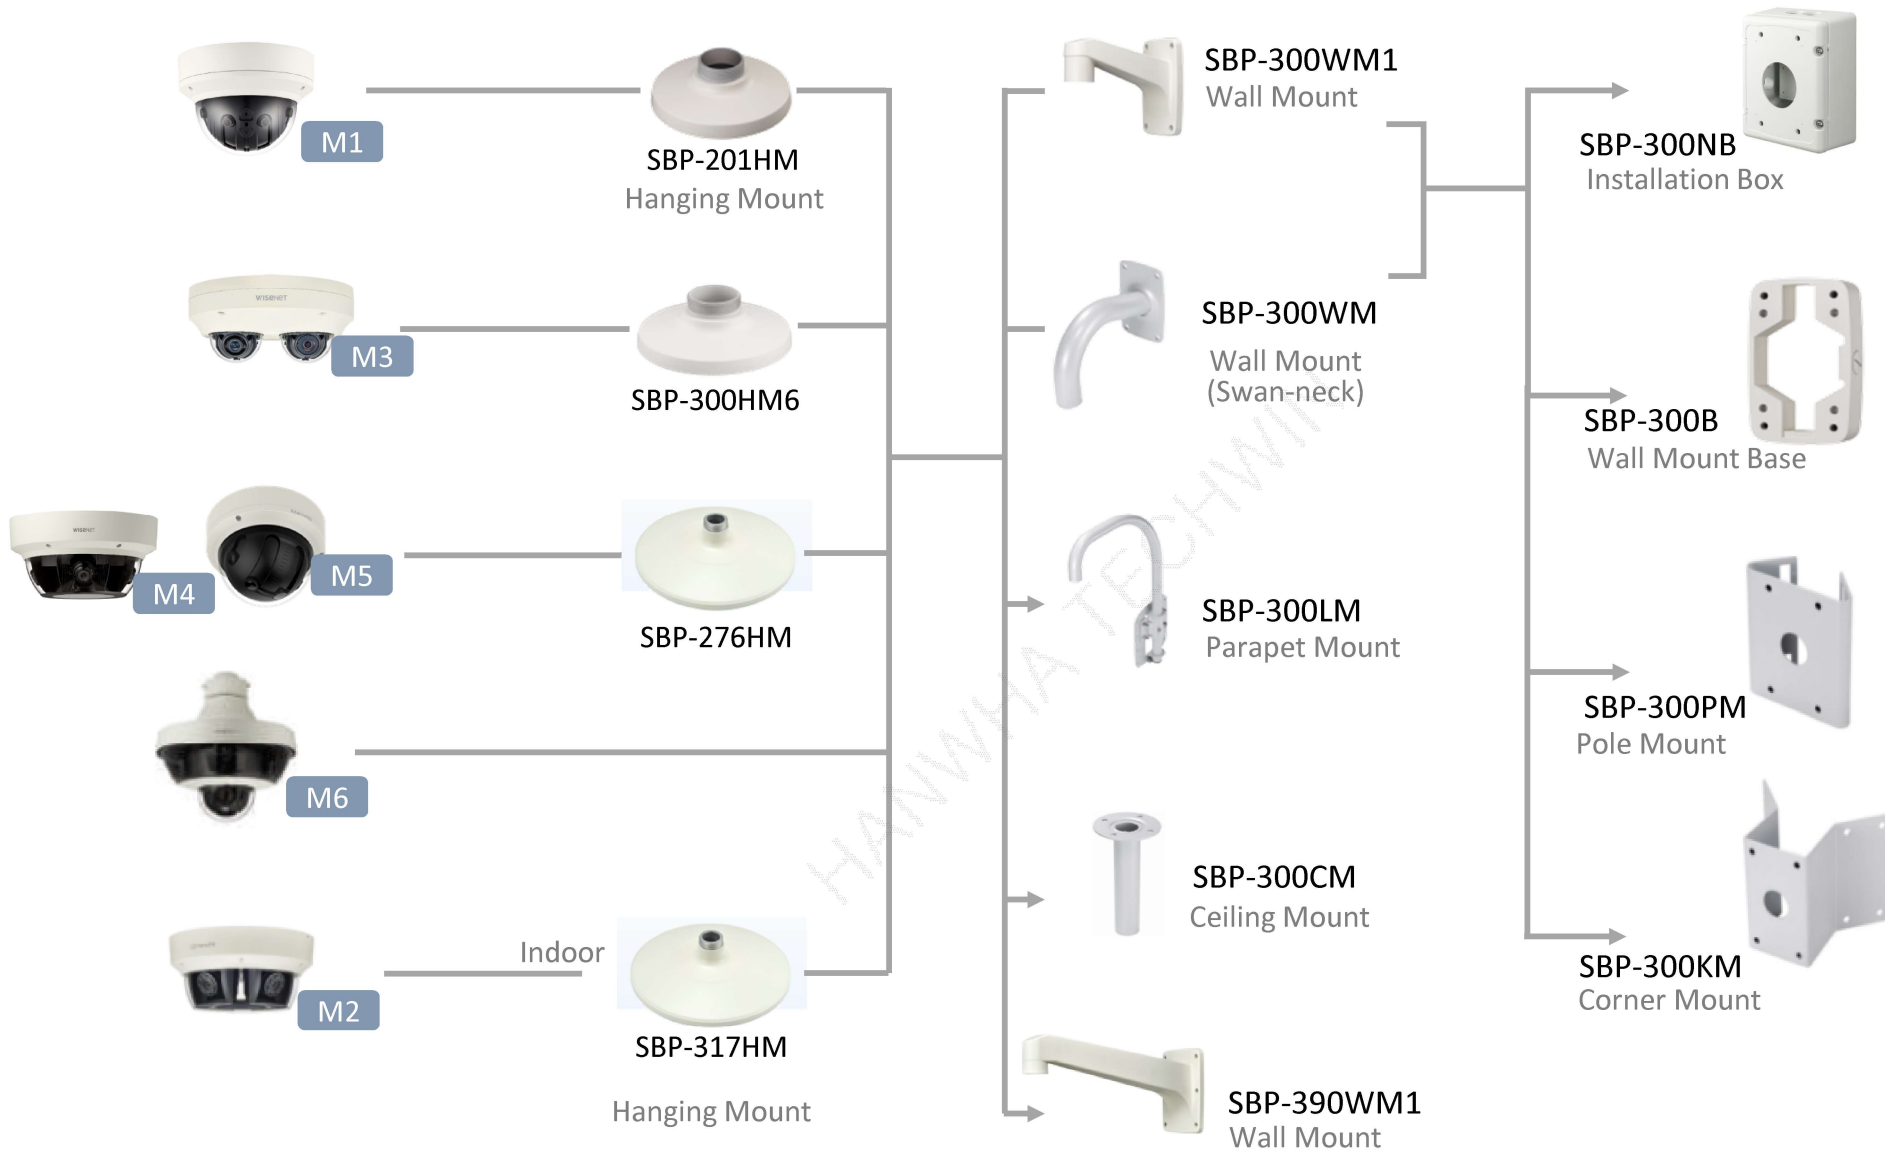 M1
SBP-201HM
Hanging Mount
WISENET
M3
SBP-300HM6
WISENET
M4
M5
SBP-276HM
M6
M2
Indoor
SBP-317HM
Hanging Mount
SBP-300WM1
Wall Mount
SBP-300WM
Wall Mount
(Swan-neck)
SBP-300LM
Parapet Mount
SBP-300CM
Ceiling Mount
SBP-390WM1
Wall Mount
SBP-300NB
Installation Box
SBP-300B
Wall Mount Base
SBP-300PM
Pole Mount
SBP-300KM
Corner Mount
HANWHA TECHWIN